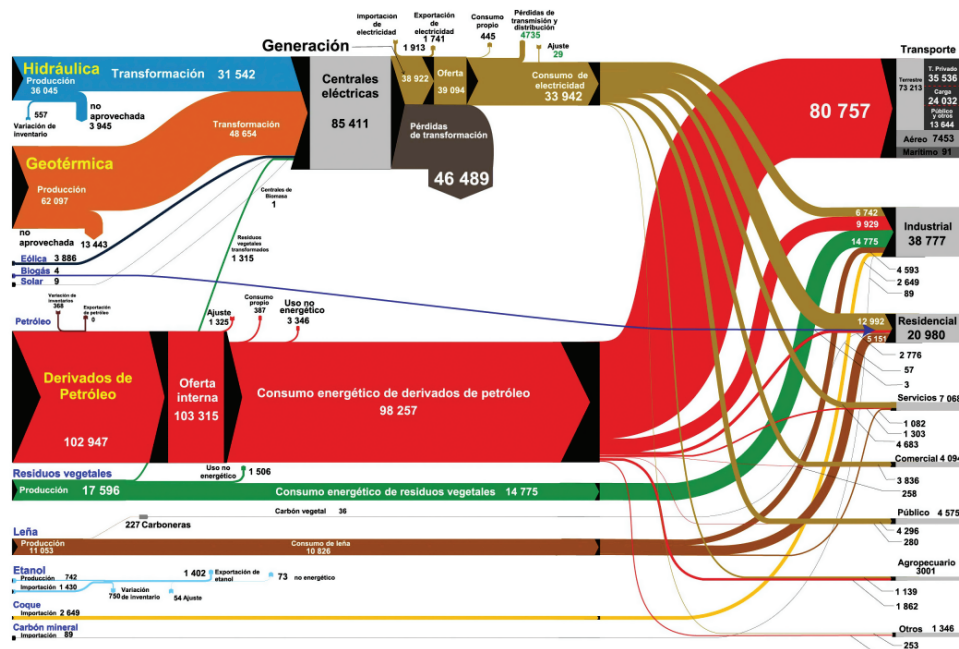 Importación
de
electricidad
1 913
Exportación de
electricidad
1 741
Consumo
propio
445
Pérdidas de
transmisión y
distribución
4735
Ajuste
29
Generación
Transporte
Hidráulica
Producción
36 045
Transformación 31 542
557
Variación de
inventario
no
aprovechada
3 945
Centrales
eléctricas
85 411
38 922
Oferta
39 094
Consumo de
electricidad
33 942
Pérdidas
de transformación
46 489
80 757
Terrestre
73 213
T. Privado
35 536
Carga
24 032
Público
y otros
13 644
Aéreo 7453
Marítimo 91
Transformación
48 654
Geotérmica
Producción
62 097
no
aprovechada
13 443
Centrales de
Biomasa
1
Residuos
vegetales
transformados
1 315
Eólica 3 886
Biogás 4
Solar 9
6 742
9 929
14 775
Industrial
38 777
4 593
2 649
89
Petróleo
Variación de
inventarios
368
Exportación
de petróleo
0
Ajuste
1 325
Consumo
propio
387
Uso no
energético
3 346
12 992
5 151
Residencial
20 980
2 776
57
3
Derivados de
Petróleo
102 947
Oferta
interna
103 315
Consumo energético de derivados de petróleo
98 257
Servicios 7 068
1 082
1 303
4 683
Comercial 4 094
3 836
258
Residuos vegetales
Producción 17 596
Uso no
energético
1 506
Consumo energético de residuos vegetales 14 775
Carbón vegetal 36
227 Carboneras
Público 4 575
4 296
280
Leña
Producción
11 053
Consumo de leña
10 826
Etanol
Producción 742
Importación 1 430
750
Variación
de inventario
1 402
Exportación de
etanol
54 Ajuste
73 no energético
Agropecuario
3001
1 139
1 862
Coque
Importación 2 649
Carbón mineral
Importación 89
Otros 1 346
253